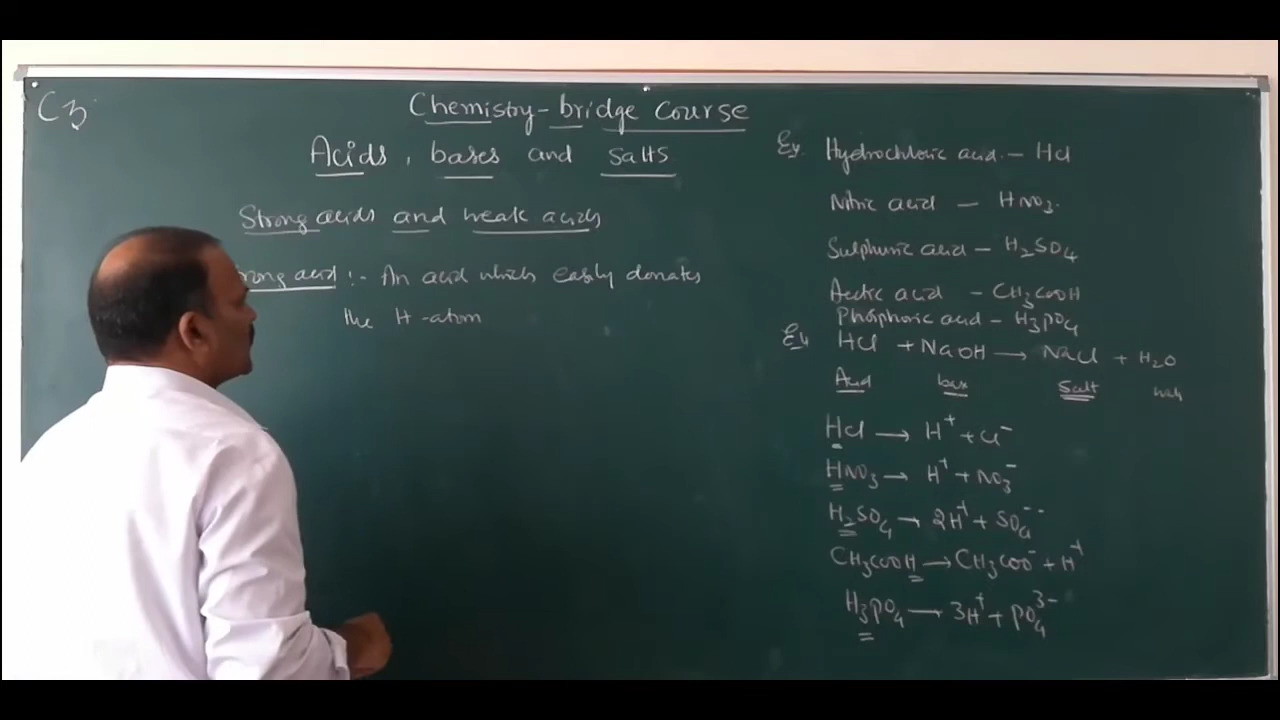 C3
Chemistry-bridge course
Acids, bases and salts
Strong acids and weak acids
rong acid :- An acid which easily donates
the H-atom
Ex. Hydrochloric acid - HCl
Nitric acid - HNO3.
Sulphuric acid - H2SO4
Acetic acid - CH3COOH
Phosphoric acid - H3PO4
Ex HCl + NaOH → NaCl + H2O
Acid base Salt
HCl → H+ + Cl-
HNO3 → H+ + NO3-
H2SO4 → 2H+ + SO4--
CH3COOH → CH3COO- + H+
H3PO4 → 3H+ + PO4 3-